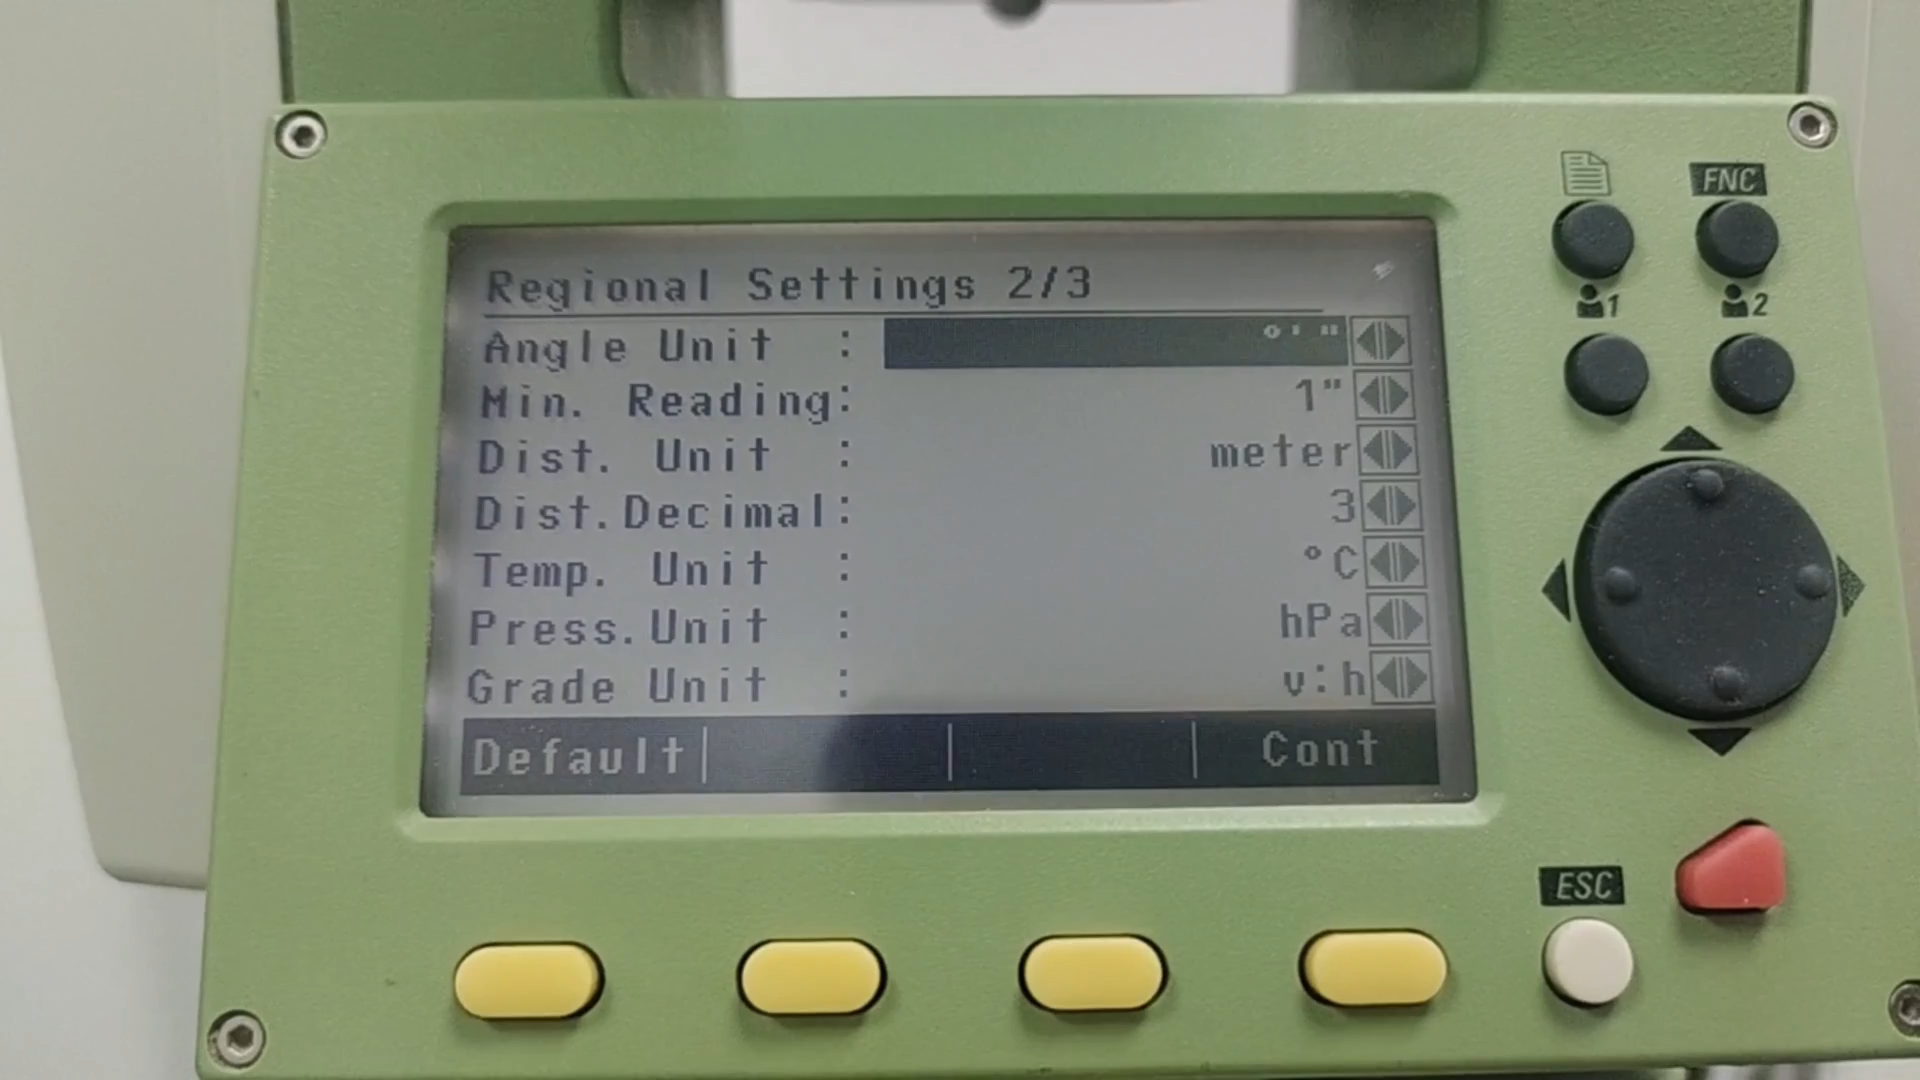 FNC
1 2
Regional Settings 2/3
Angle Unit : ° ' "
Min. Reading: 1"
Dist. Unit : meter
Dist.Decimal: 3
Temp. Unit : °C
Press.Unit : hPa
Grade Unit : v:h
Default Cont
ESC